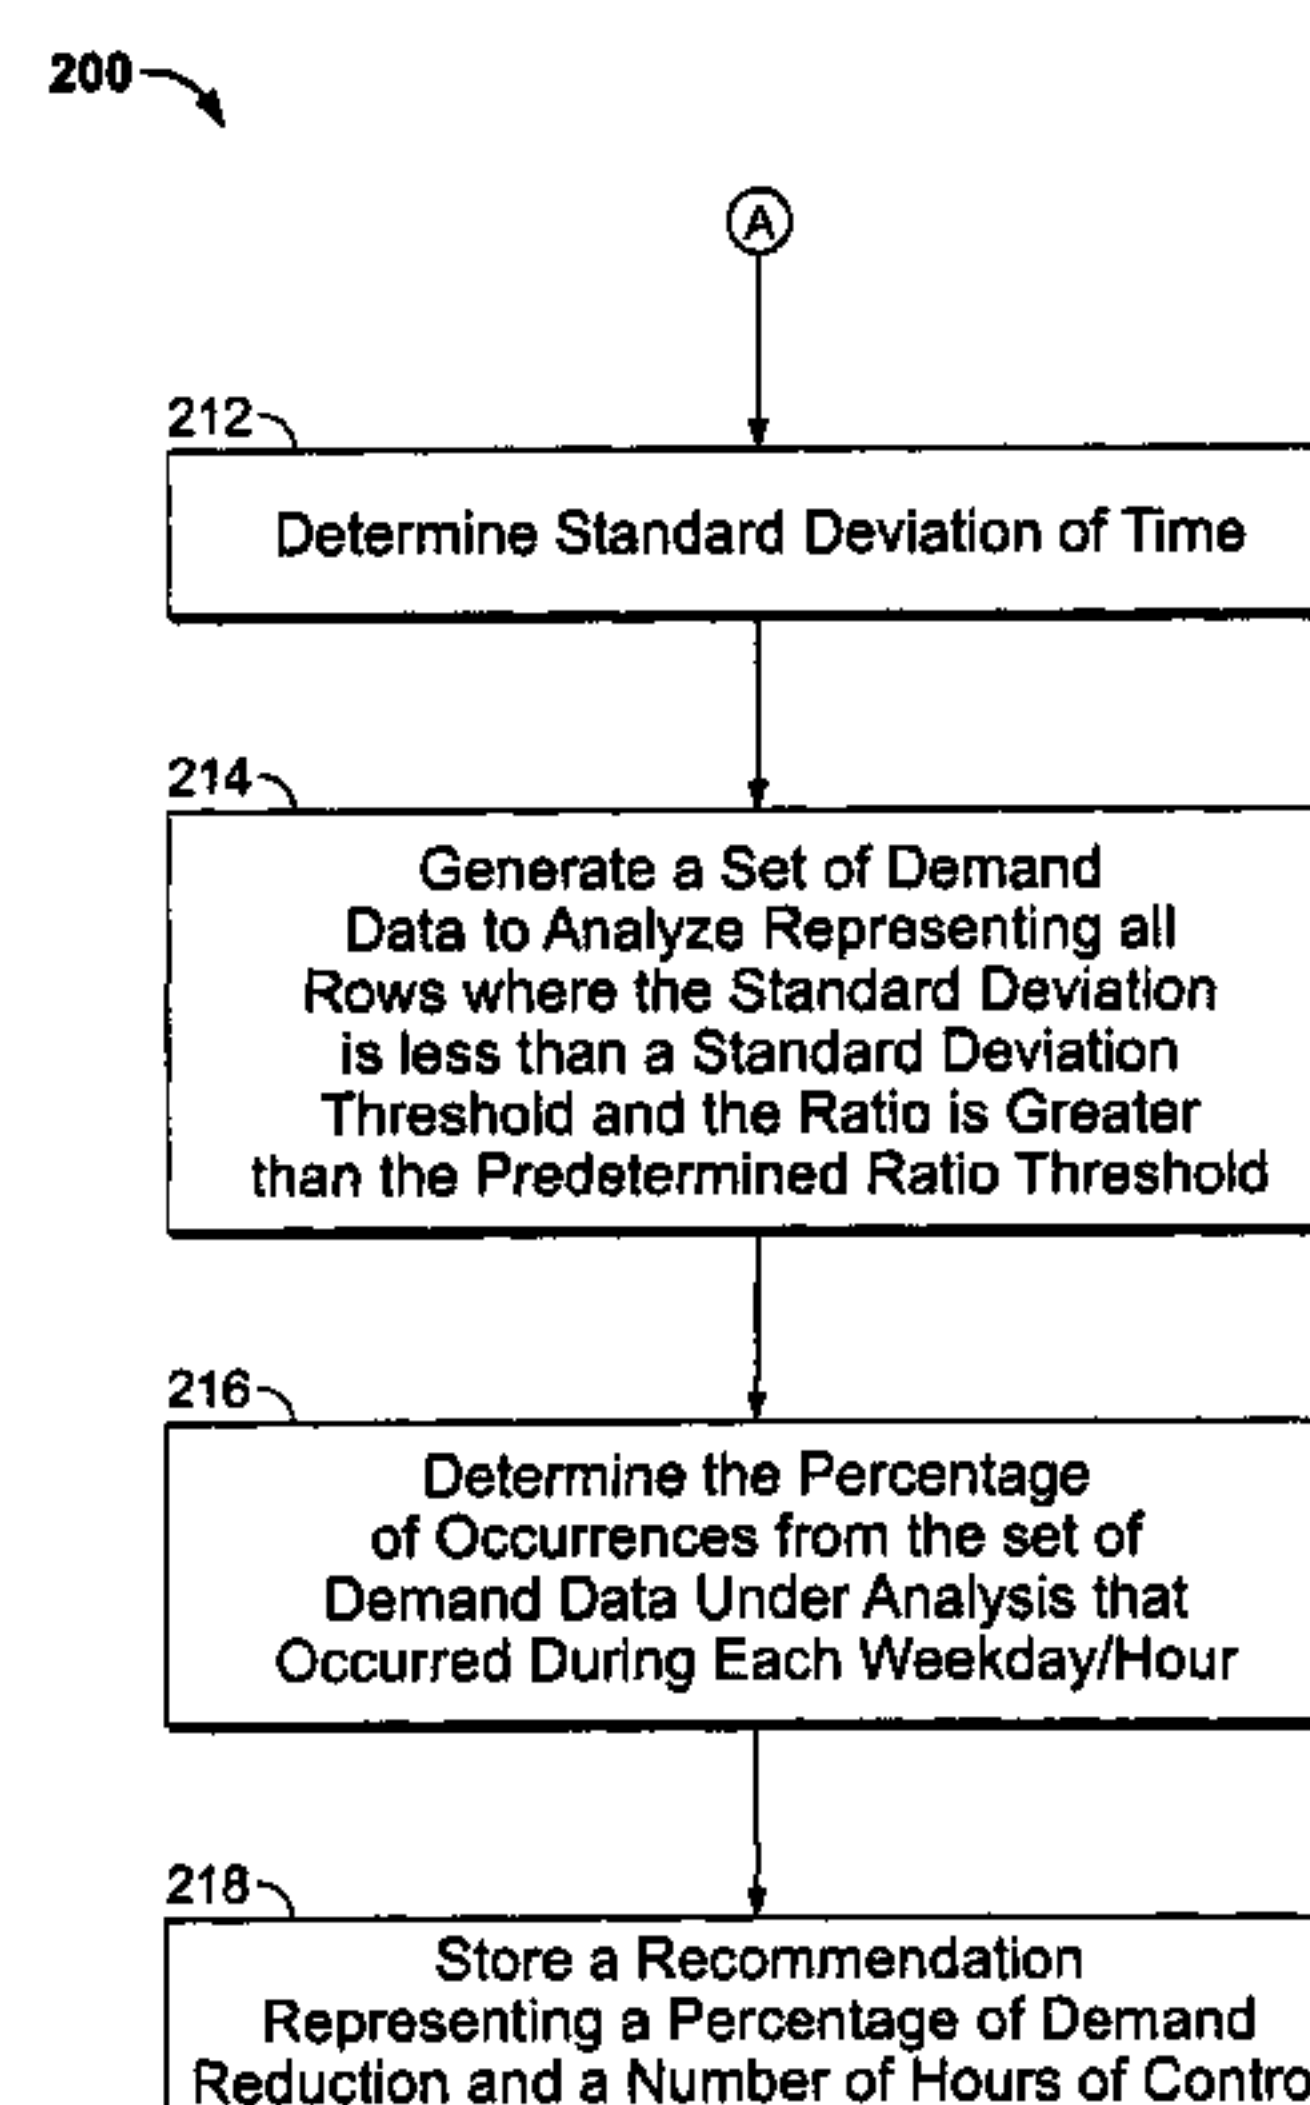 200
A
212
Determine Standard Deviation of Time
214
Generate a Set of Demand
Data to Analyze Representing all
Rows where the Standard Deviation
is less than a Standard Deviation
Threshold and the Ratio is Greater
than the Predetermined Ratio Threshold
216
Determine the Percentage
of Occurrences from the set of
Demand Data Under Analysis that
Occurred During Each Weekday/Hour
218
Store a Recommendation
Representing a Percentage of Demand
Reduction and a Number of Hours of Contro